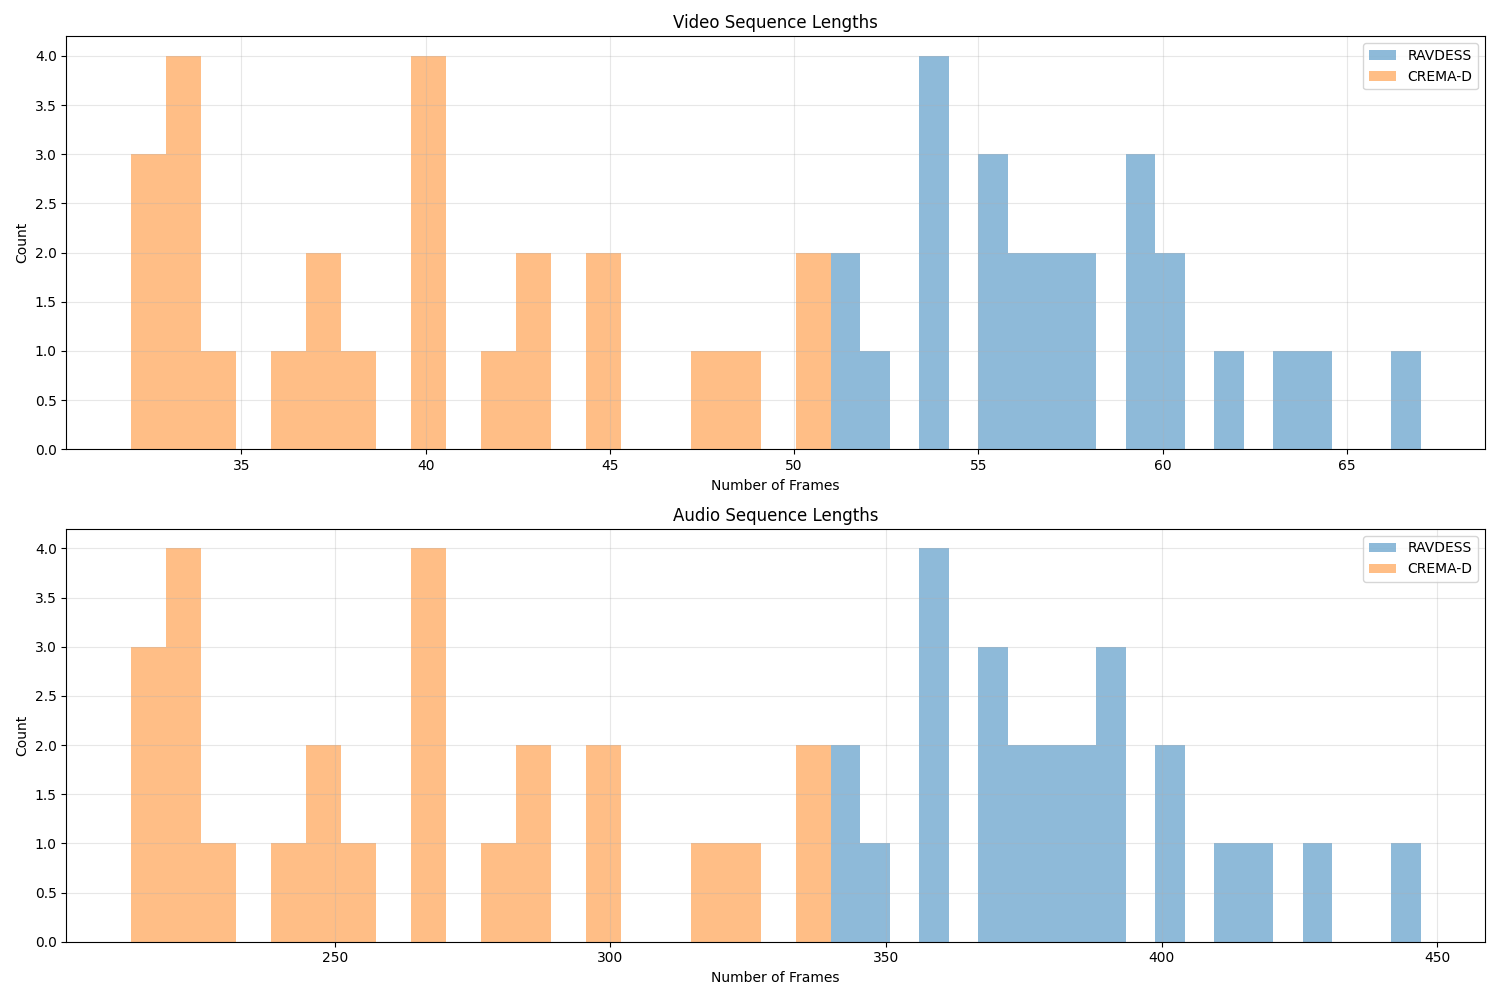 Video Sequence Lengths
4.0
3.5
3.0
2.5
2.0
1.5
1.0
0.5
0.0
Count
RAVDESS
CREMA-D
35 40 45 50 55 60 65
Number of Frames
Audio Sequence Lengths
4.0
3.5
3.0
2.5
2.0
1.5
1.0
0.5
0.0
Count
RAVDESS
CREMA-D
250 300 350 400 450
Number of Frames